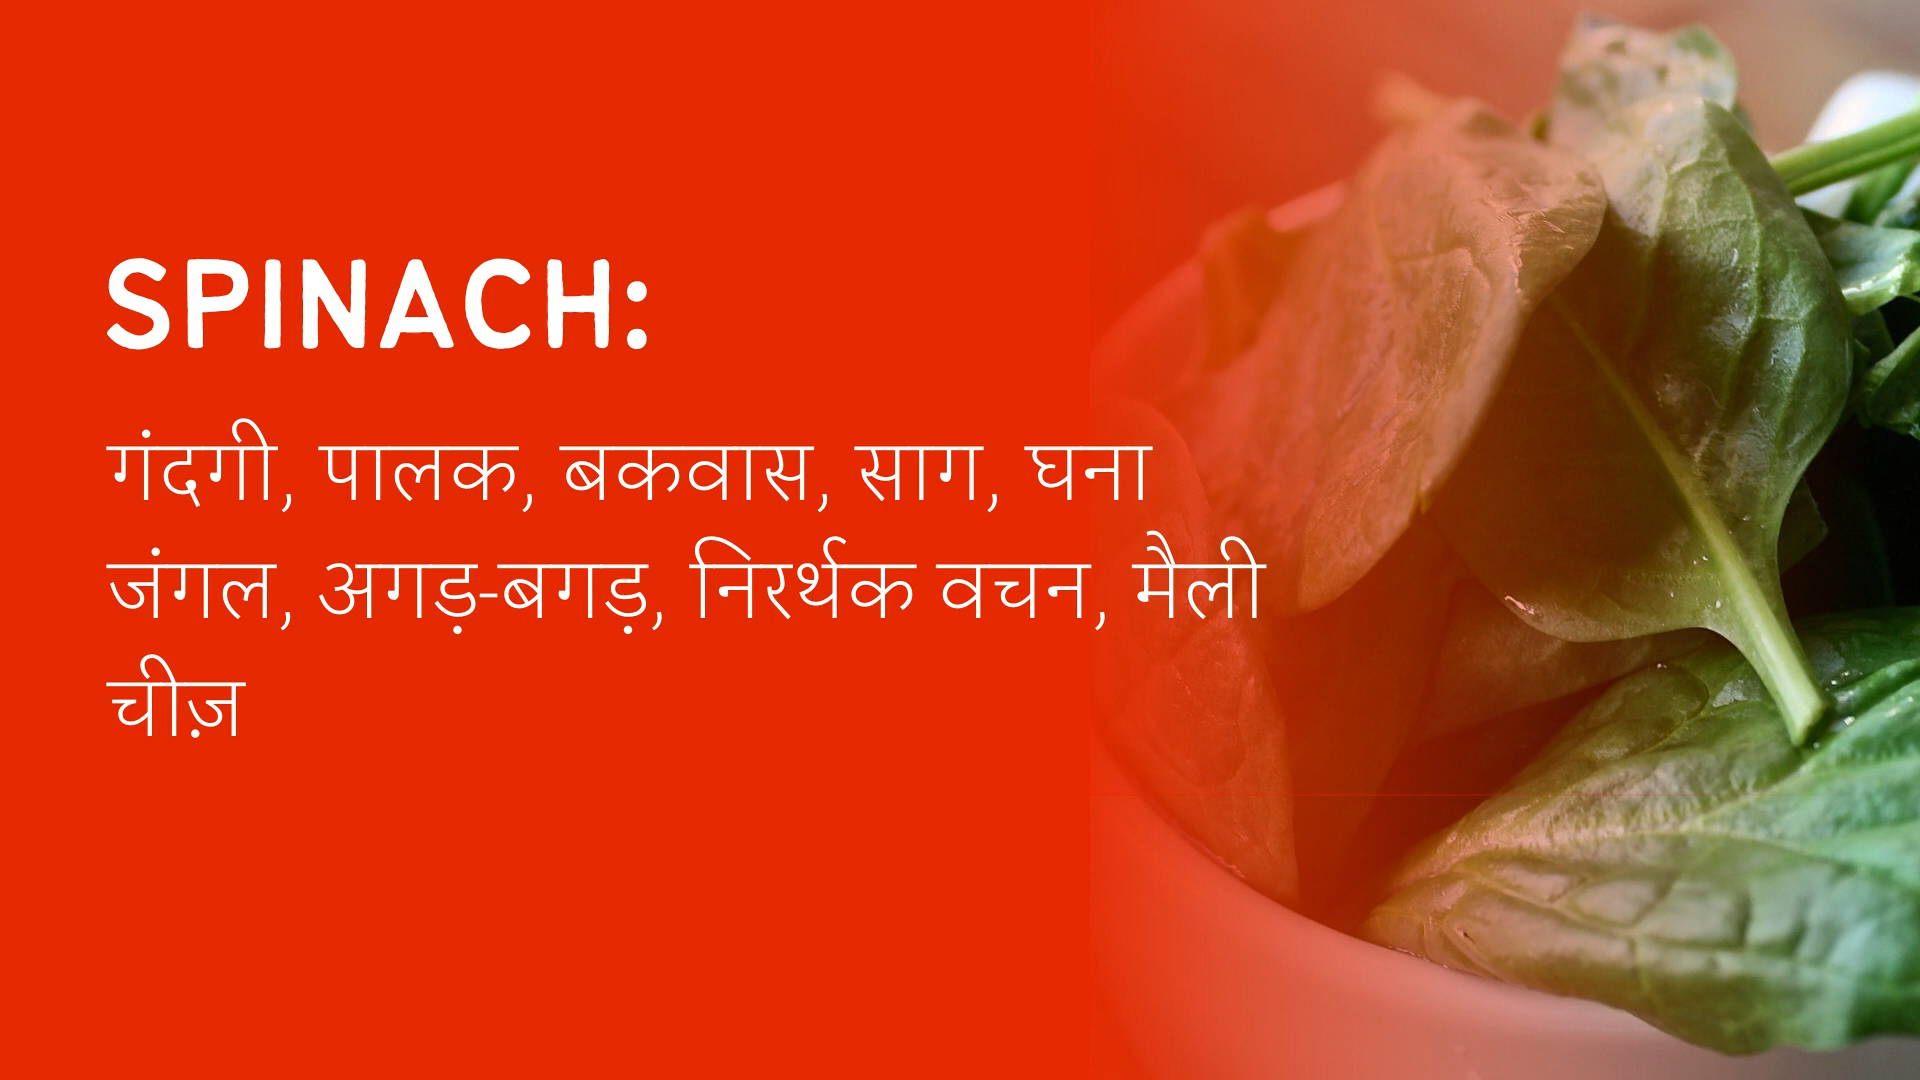 SPINACH:
गंदगी, पालक, बकवास, साग, घना
जंगल, अगड़-बगड़, निरर्थक वचन, मैली
चीज़